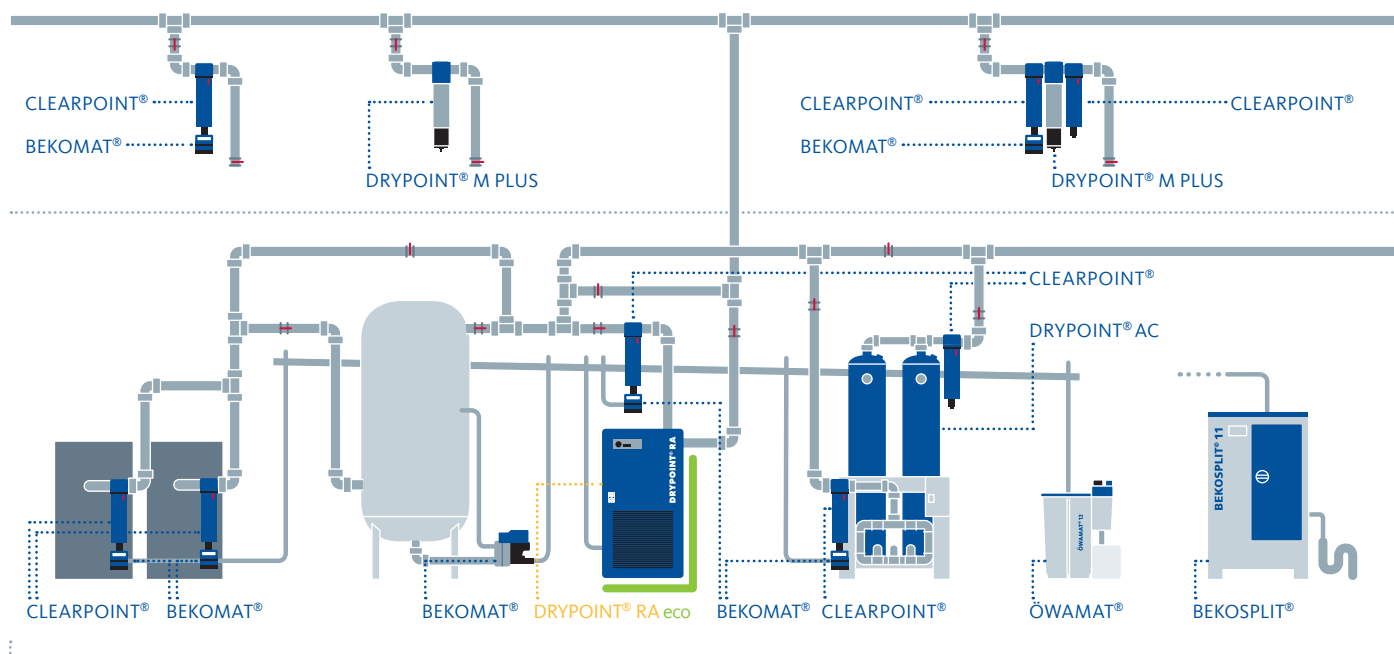 CLEARPOINT®
BEKOMAT®
DRYPOINT® M PLUS
CLEARPOINT®
BEKOMAT®
CLEARPOINT®
DRYPOINT® M PLUS
CLEARPOINT®
DRYPOINT® AC
DRYPOINT® RA
BEKOSPLIT® 11
ÖWAMAT® 12
CLEARPOINT®
BEKOMAT®
BEKOMAT®
DRYPOINT® RA eco
BEKOMAT®
CLEARPOINT®
ÖWAMAT®
BEKOSPLIT®